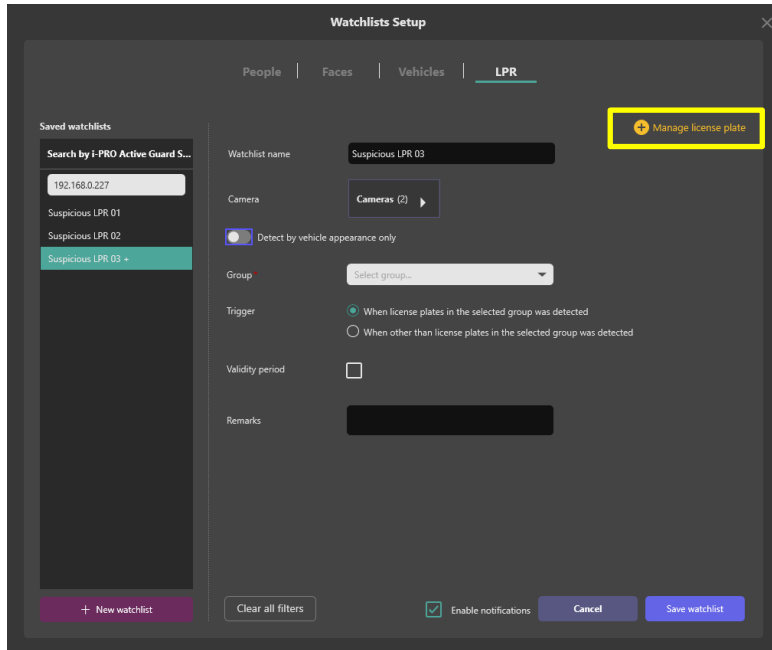 Watchlists Setup
People
Faces
Vehicles
LPR
Saved watchlists
Manage license plate
Search by i-PRO Active Guard S...
192.168.0.227
Suspicious LPR 01
Suspicious LPR 02
Suspicious LPR 03 +
Watchlist name
Suspicious LPR 03
Camera
Cameras (2)
Detect by vehicle appearance only
Group*
Select group...
Trigger
When license plates in the selected group was detected
When other than license plates in the selected group was detected
Validity period
Remarks
+ New watchlist
Clear all filters
Enable notifications
Cancel
Save watchlist